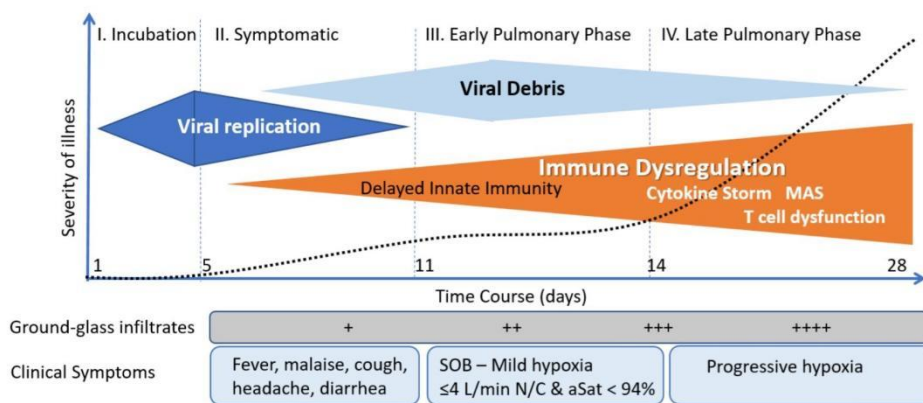 I. Incubation
II. Symptomatic
III. Early Pulmonary Phase
IV. Late Pulmonary Phase
Viral Debris
Viral replication
Immune Dysregulation
Delayed Innate Immunity
Cytokine Storm MAS
T cell dysfunction
Severity of illness
1 5 11 14 28
Time Course (days)
Ground-glass infiltrates + ++ +++ ++++
Clinical Symptoms
Fever, malaise, cough,
headache, diarrhea
SOB – Mild hypoxia
≤4 L/min N/C & aSat < 94%
Progressive hypoxia